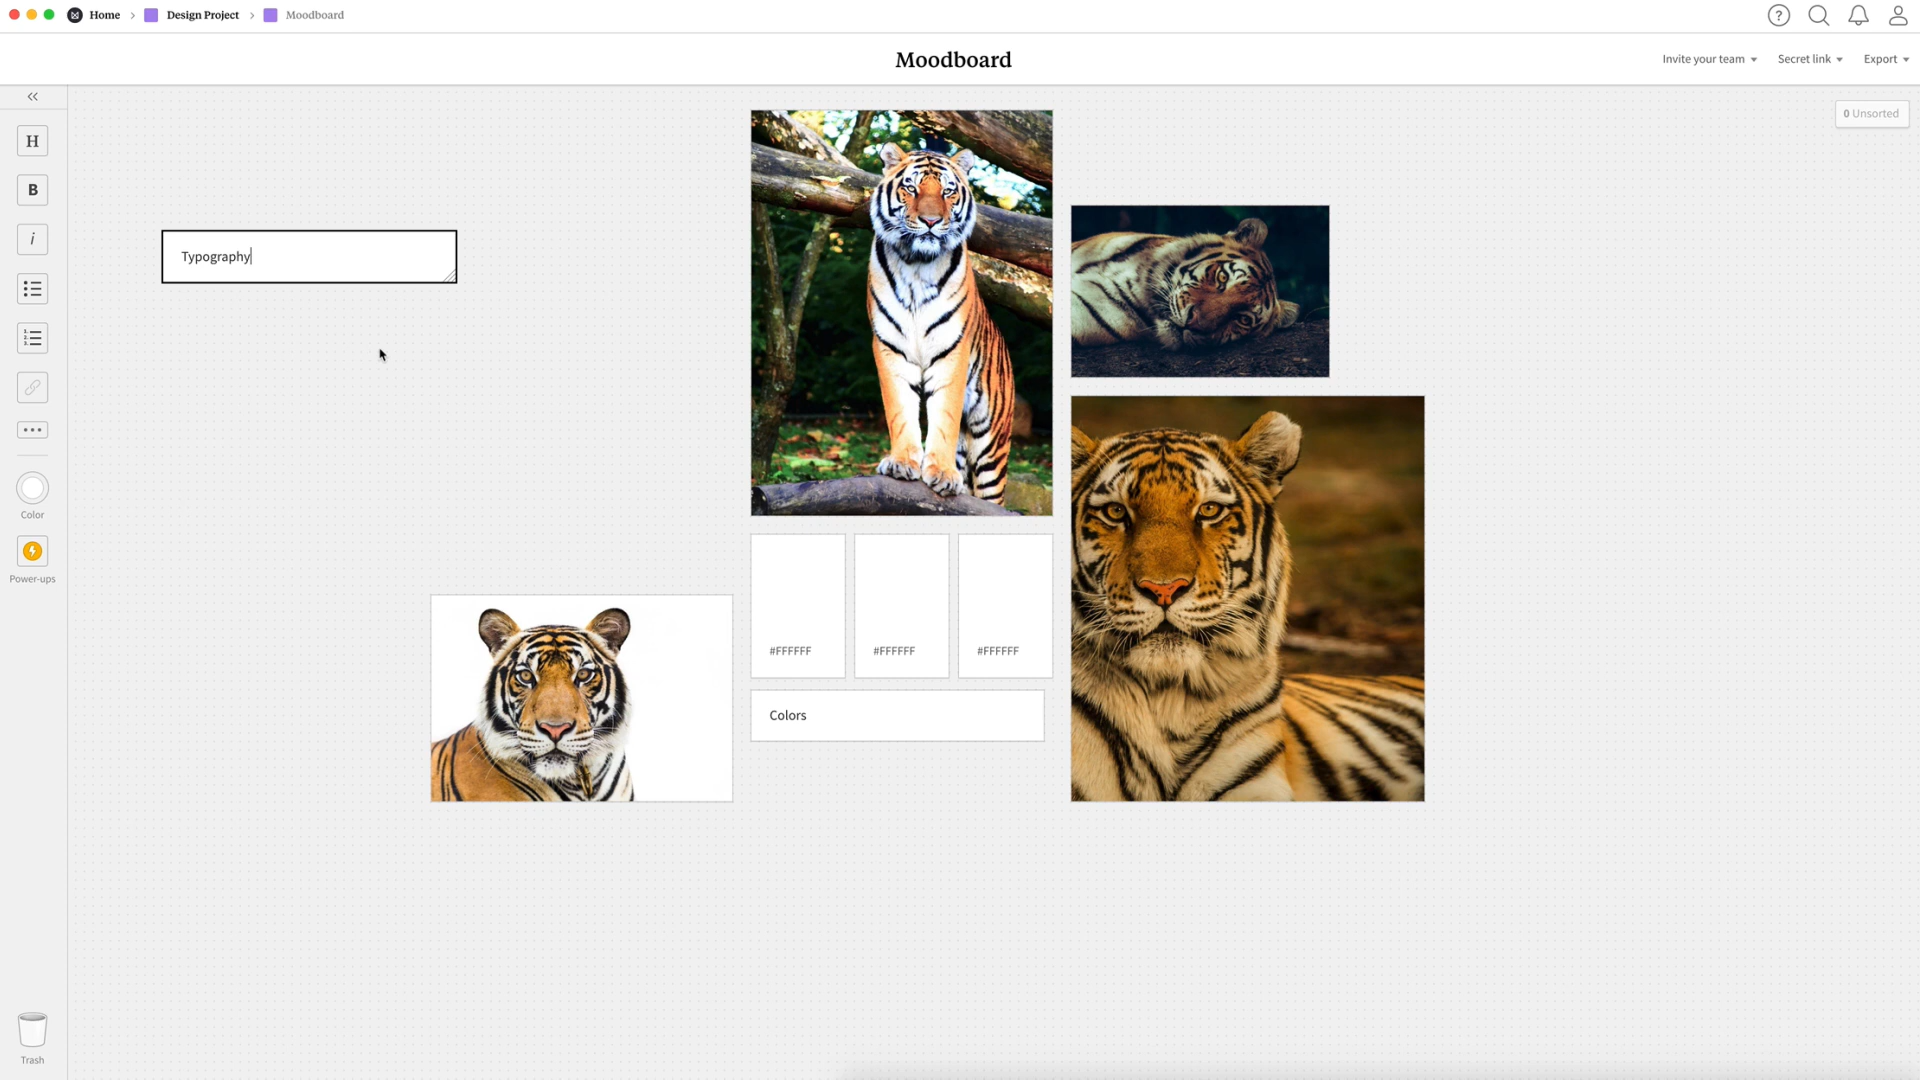 Home > Design Project > Moodboard
Moodboard
Invite your team
Secret link
Export
0 Unsorted
H
B
i
Color
Power-ups
Trash
Typography
#FFFFFF
#FFFFFF
#FFFFFF
Colors